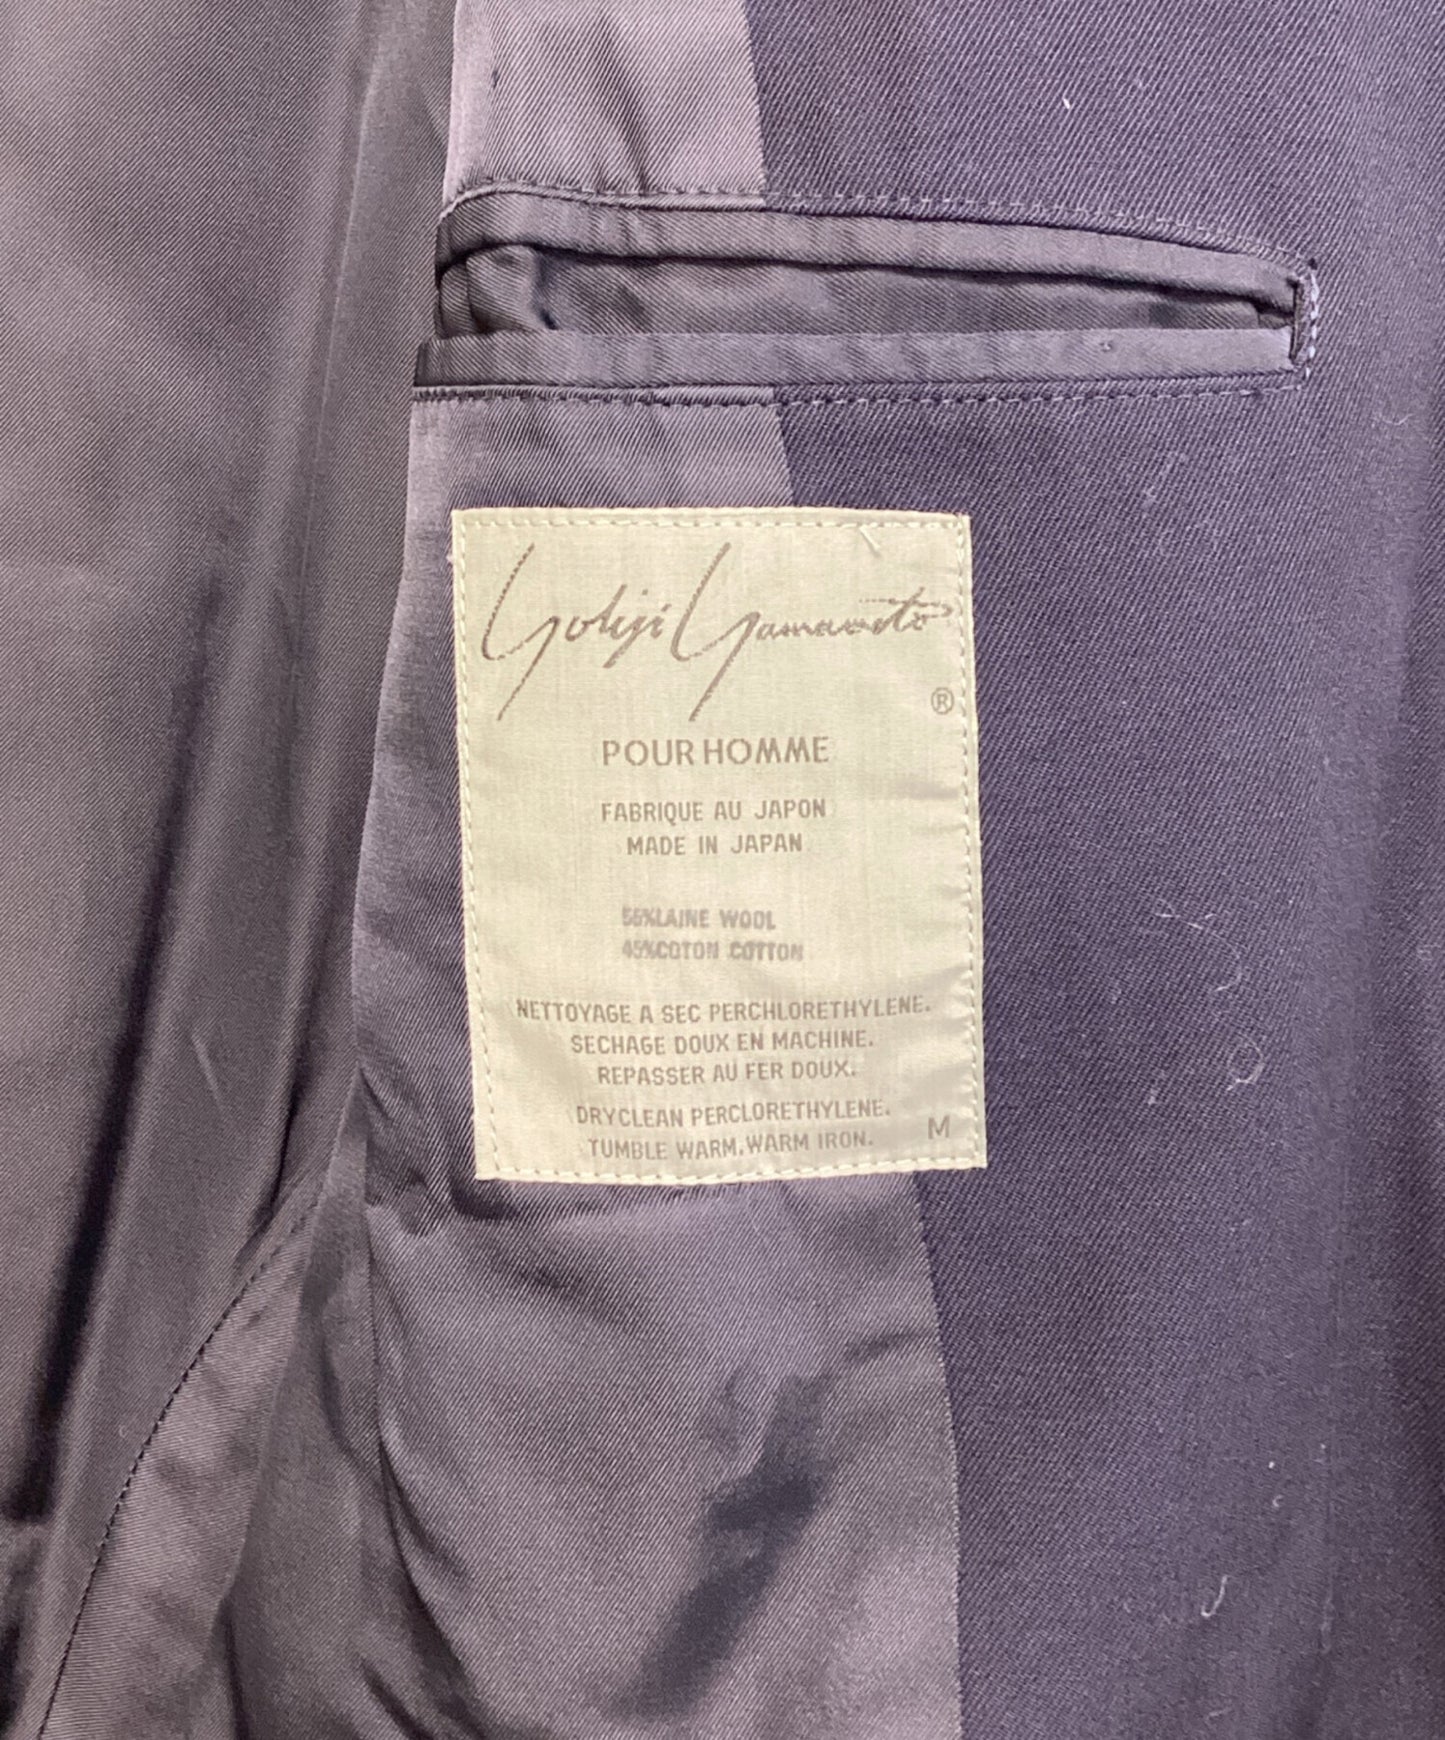 Yohji Yamamoto
®
POUR HOMME
FABRIQUE AU JAPON
MADE IN JAPAN
55%LAINE WOOL
45%COTON COTTON
NETTOYAGE A SEC PERCHLORETHYLENE.
SECHAGE DOUX EN MACHINE.
REPASSER AU FER DOUX.
DRYCLEAN PERCLORETHYLENE.
TUMBLE WARM.WARM IRON.
M